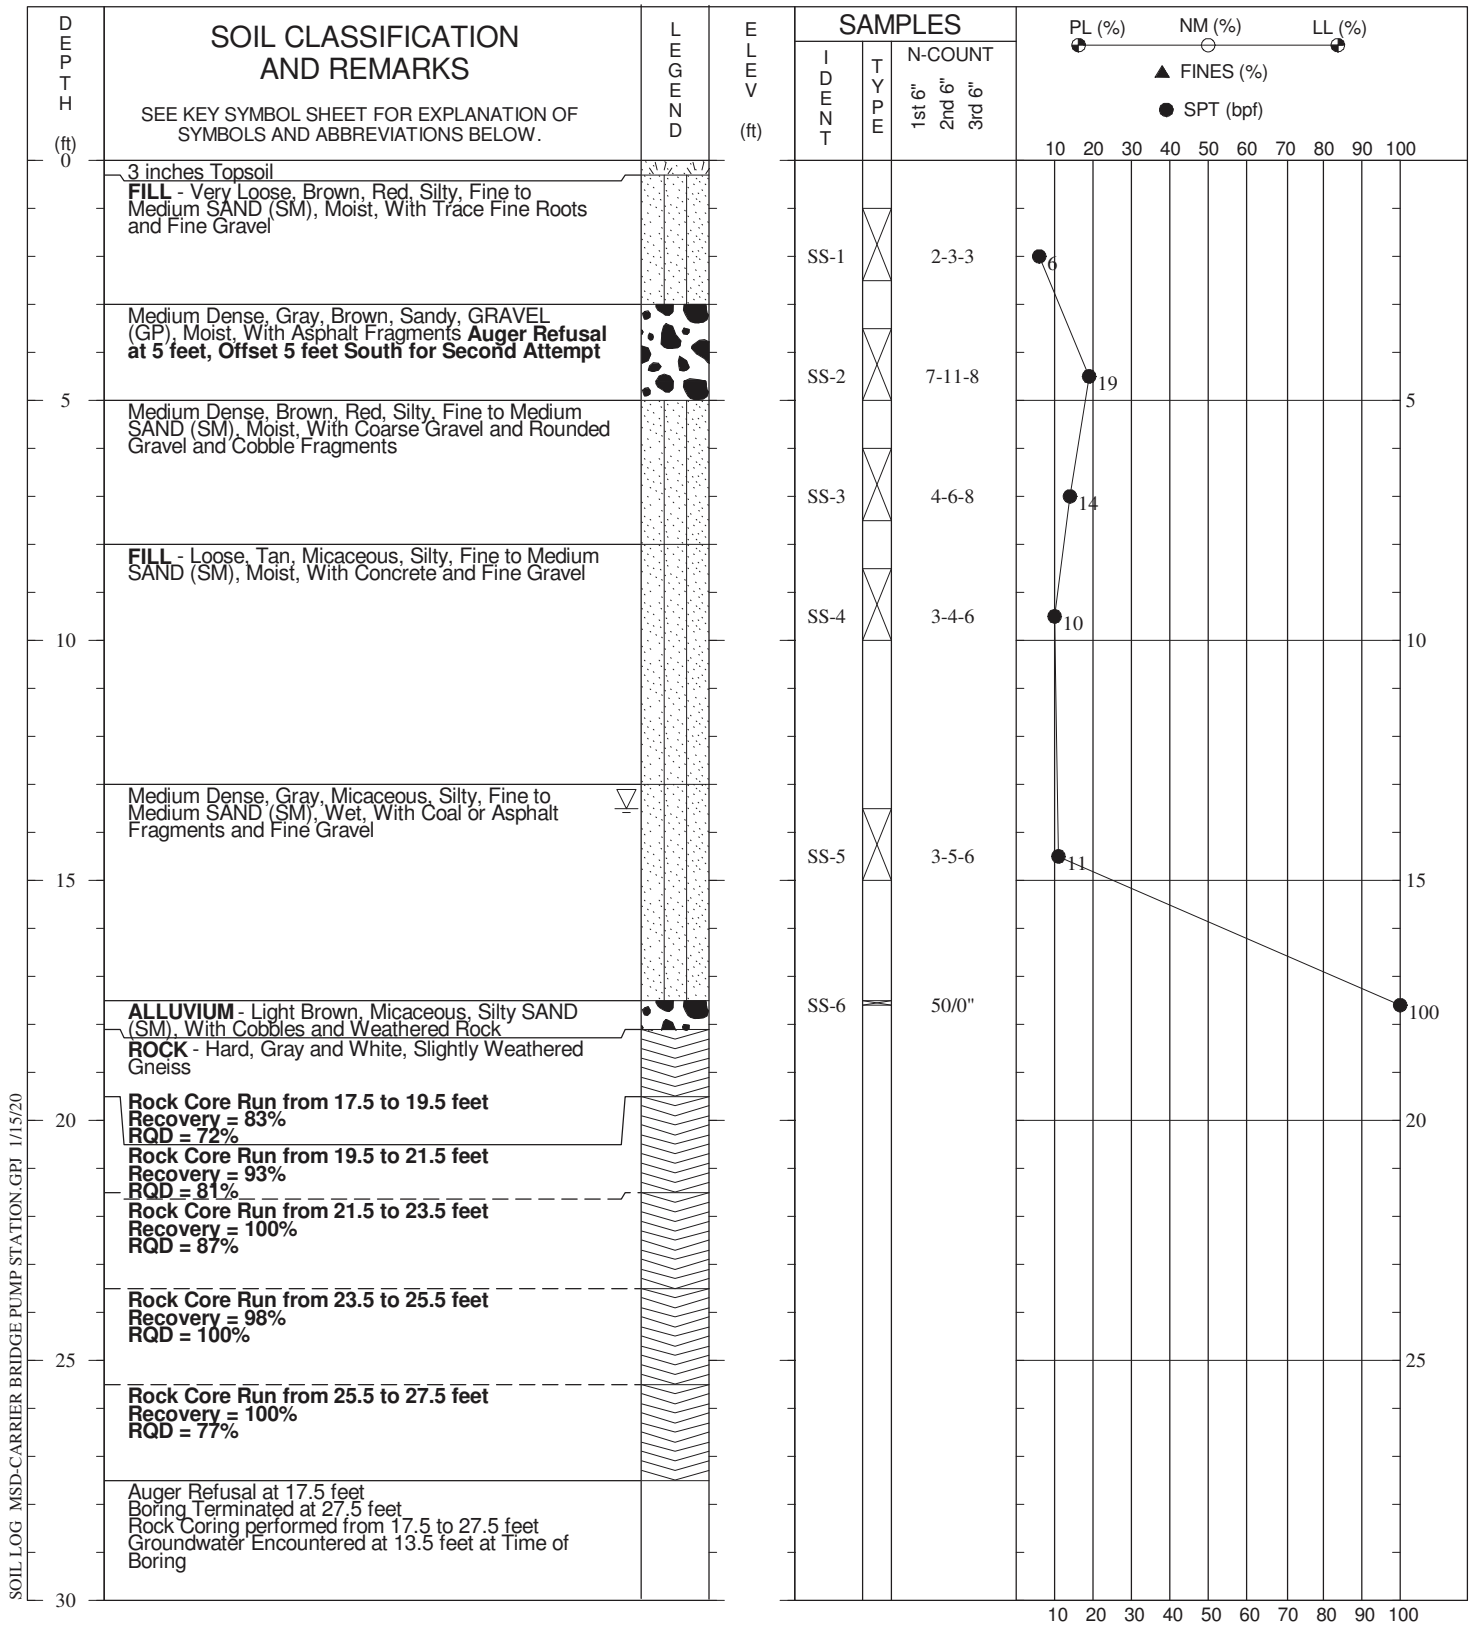 DEPTH
(ft)
SOIL CLASSIFICATION
AND REMARKS
SEE KEY SYMBOL SHEET FOR EXPLANATION OF
SYMBOLS AND ABBREVIATIONS BELOW.
LEGEND
ELEV
(ft)
SAMPLES
IDENT
TYPE
N-COUNT
1st 6"
2nd 6"
3rd 6"
PL (%) NM (%) LL (%)
FINES (%)
SPT (bpf)
10 20 30 40 50 60 70 80 90 100
0
3 inches Topsoil
FILL - Very Loose, Brown, Red, Silty, Fine to
Medium SAND (SM), Moist, With Trace Fine Roots
and Fine Gravel
SS-1 2-3-3 6
Medium Dense, Gray, Brown, Sandy, GRAVEL
(GP), Moist, With Asphalt Fragments Auger Refusal
at 5 feet, Offset 5 feet South for Second Attempt
SS-2 7-11-8 19
5 5
Medium Dense, Brown, Red, Silty, Fine to Medium
SAND (SM), Moist, With Coarse Gravel and Rounded
Gravel and Cobble Fragments
SS-3 4-6-8 14
FILL - Loose, Tan, Micaceous, Silty, Fine to Medium
SAND (SM), Moist, With Concrete and Fine Gravel
SS-4 3-4-6 10
10 10
Medium Dense, Gray, Micaceous, Silty, Fine to
Medium SAND (SM), Wet, With Coal or Asphalt
Fragments and Fine Gravel
SS-5 3-5-6 11
15 15
ALLUVIUM - Light Brown, Micaceous, Silty SAND
(SM), With Cobbles and Weathered Rock
SS-6 50/0" 100
ROCK - Hard, Gray and White, Slightly Weathered
Gneiss
Rock Core Run from 17.5 to 19.5 feet
Recovery = 83%
RQD = 72%
20 20
Rock Core Run from 19.5 to 21.5 feet
Recovery = 93%
RQD = 81%
Rock Core Run from 21.5 to 23.5 feet
Recovery = 100%
RQD = 87%
Rock Core Run from 23.5 to 25.5 feet
Recovery = 98%
RQD = 100%
25 25
Rock Core Run from 25.5 to 27.5 feet
Recovery = 100%
RQD = 77%
Auger Refusal at 17.5 feet
Boring Terminated at 27.5 feet
Rock Coring performed from 17.5 to 27.5 feet
Groundwater Encountered at 13.5 feet at Time of
Boring
30
10 20 30 40 50 60 70 80 90 100
SOIL LOG MSD-CARRIER BRIDGE PUMP STATION.GPJ 1/15/20